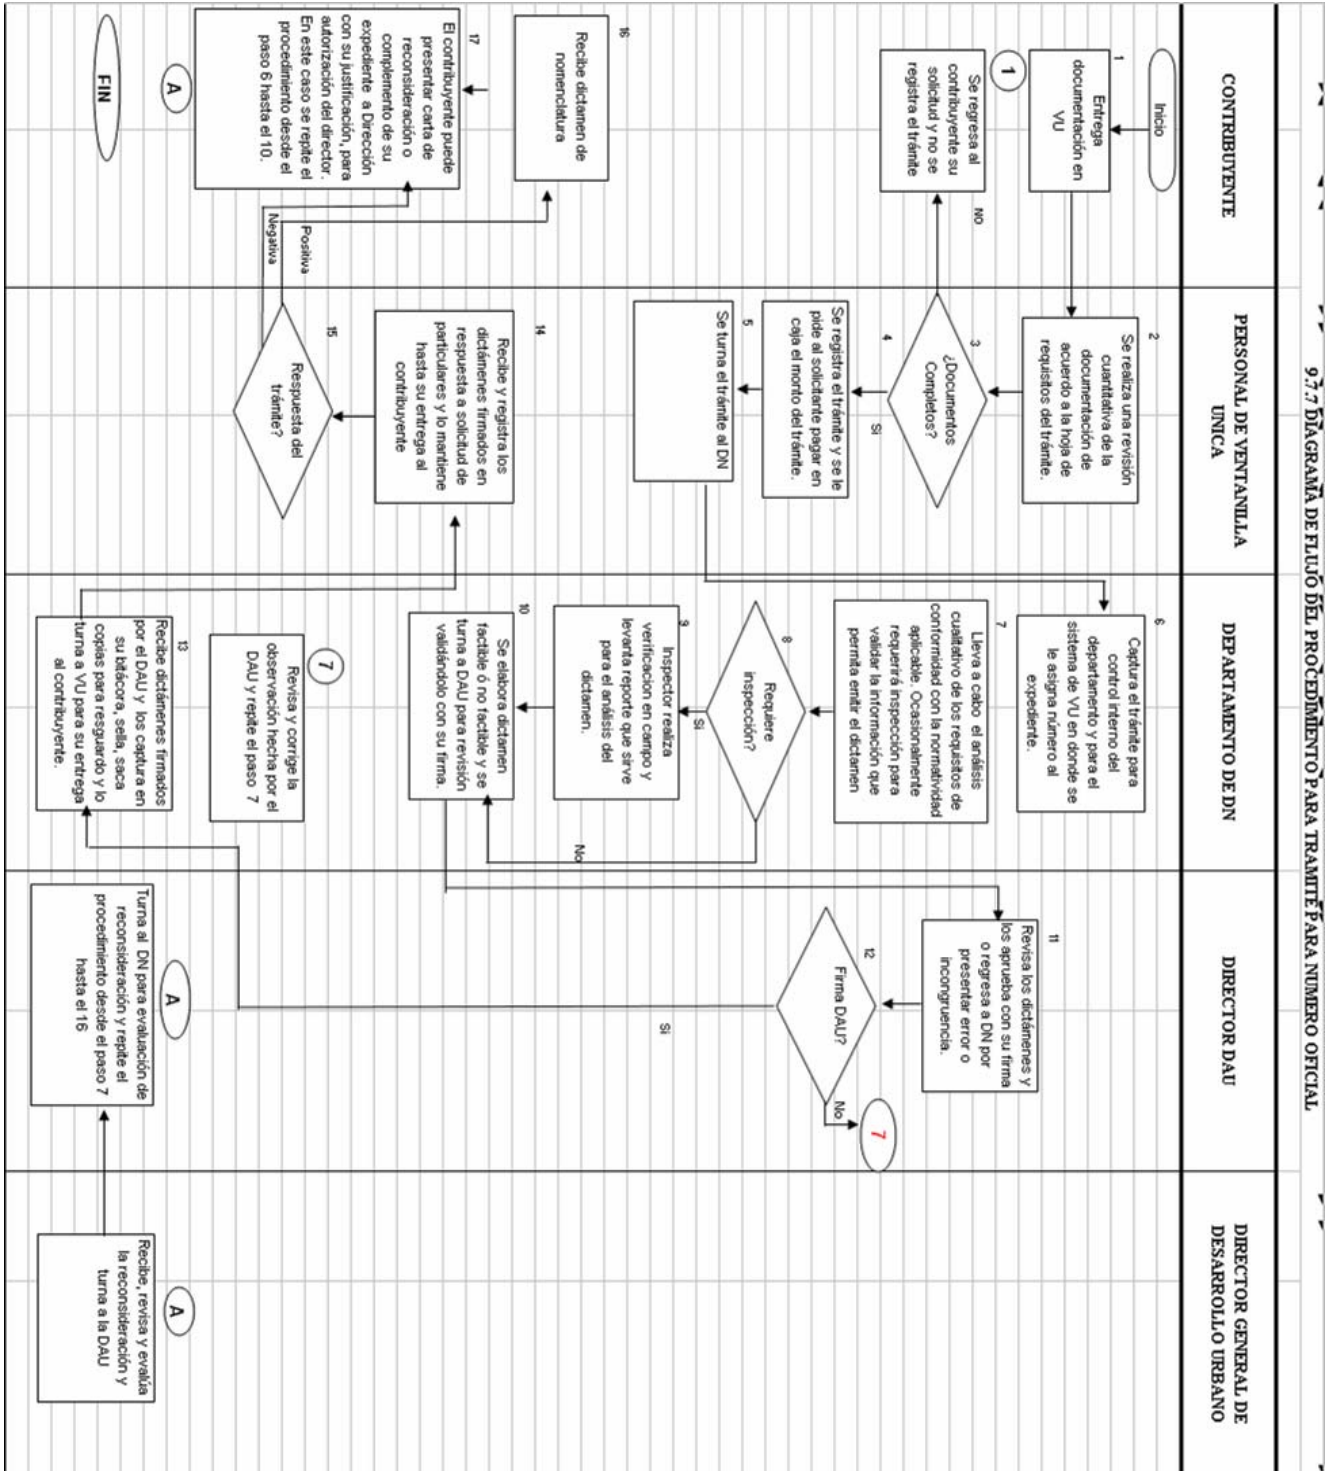 9.7.7 DIAGRAMA DE FLUJO DEL PROCEDIMIENTO PARA TRAMITE PARA NUMERO OFICIAL
CONTRIBUYENTE
PERSONAL DE VENTANILLA
UNICA
DEPARTAMENTO DE DN
DIRECTOR DAU
DIRECTOR GENERAL DE
DESARROLLO URBANO
Inicio
1
Entrega
documentación en
VU
1
Se regresa al
contribuyente su
solicitud y no se
registra el trámite
NO
2
Se realiza una revisión
cuantitativa de la
documentación de
acuerdo a la hoja de
requisitos del trámite.
3
¿Documentos
Completos?
Si
4
Se registra el trámite y se le
pide al solicitante pagar en
caja el monto del trámite.
5
Se turna el trámite al DN
6
Captura el trámite para
control interno del
departamento y para el
sistema de VU en donde se
le asigna número al
expediente.
7
Lleva a cabo el análisis
cualitativo de los requisitos de
conformidad con la normatividad
aplicable. Ocasionalmente
requerirá inspección para
validar la información que
permita emitir el dictamen
8
Requiere
inspección?
Si
No
9
Inspector realiza
verificacion en campo y
levanta reporte que sirve
para el análisis del
dictamen.
10
Se elabora dictamen
factible ó no factible y se
turna a DAU para revisión
validándolo con su firma.
11
Revisa los dictámenes y
los aprueba con su firma
o regresa a DN por
presentar error o
incongruencia.
12
Firma DAU?
No
7
Si
7
Revisa y corrige la
observación hecha por el
DAU y repite el paso 7
13
Recibe dictámenes firmados
por el DAU y los captura en
su bitácora, sella, saca
copias para resguardo y lo
turna a VU para su entrega
al contribuyente.
14
Recibe y registra los
dictámenes firmados en
respuesta a solicitud de
particulares y lo mantiene
hasta su entrega al
contribuyente
15
Respuesta del
trámite?
Positiva
Negativa
16
Recibe dictamen de
nomenclatura
17
El contribuyente puede
presentar carta de
reconsideración o
complemento de su
expediente a Dirección
con su justificación, para
autorización del director.
En este caso se repite el
procedimiento desde el
paso 6 hasta el 10.
A
FIN
A
Turna al DN para evaluación de
reconsideración y repite el
procedimiento desde el paso 7
hasta el 16
A
Recibe, revisa y evalúa
la reconsideración y
turna a la DAU